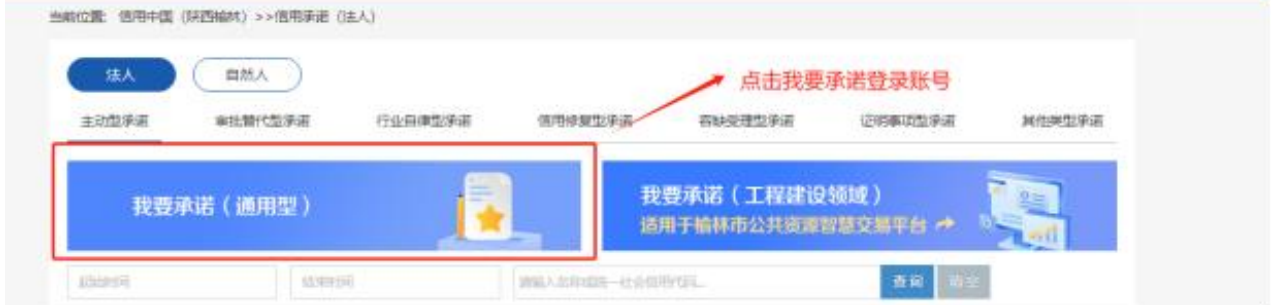 当前位置: 信用中国（陕西榆林）>>信用承诺（法人）
法人 自然人
点击我要承诺登录账号
主动型承诺 审批替代型承诺 行业自律型承诺 信用修复型承诺 容缺受理型承诺 证明事项型承诺 其他类型承诺
我要承诺（通用型）
我要承诺（工程建设领域）
适用于榆林市公共资源智慧交易平台
起始时间 结束时间 请输入名称或统一社会信用代码... 查询 清空